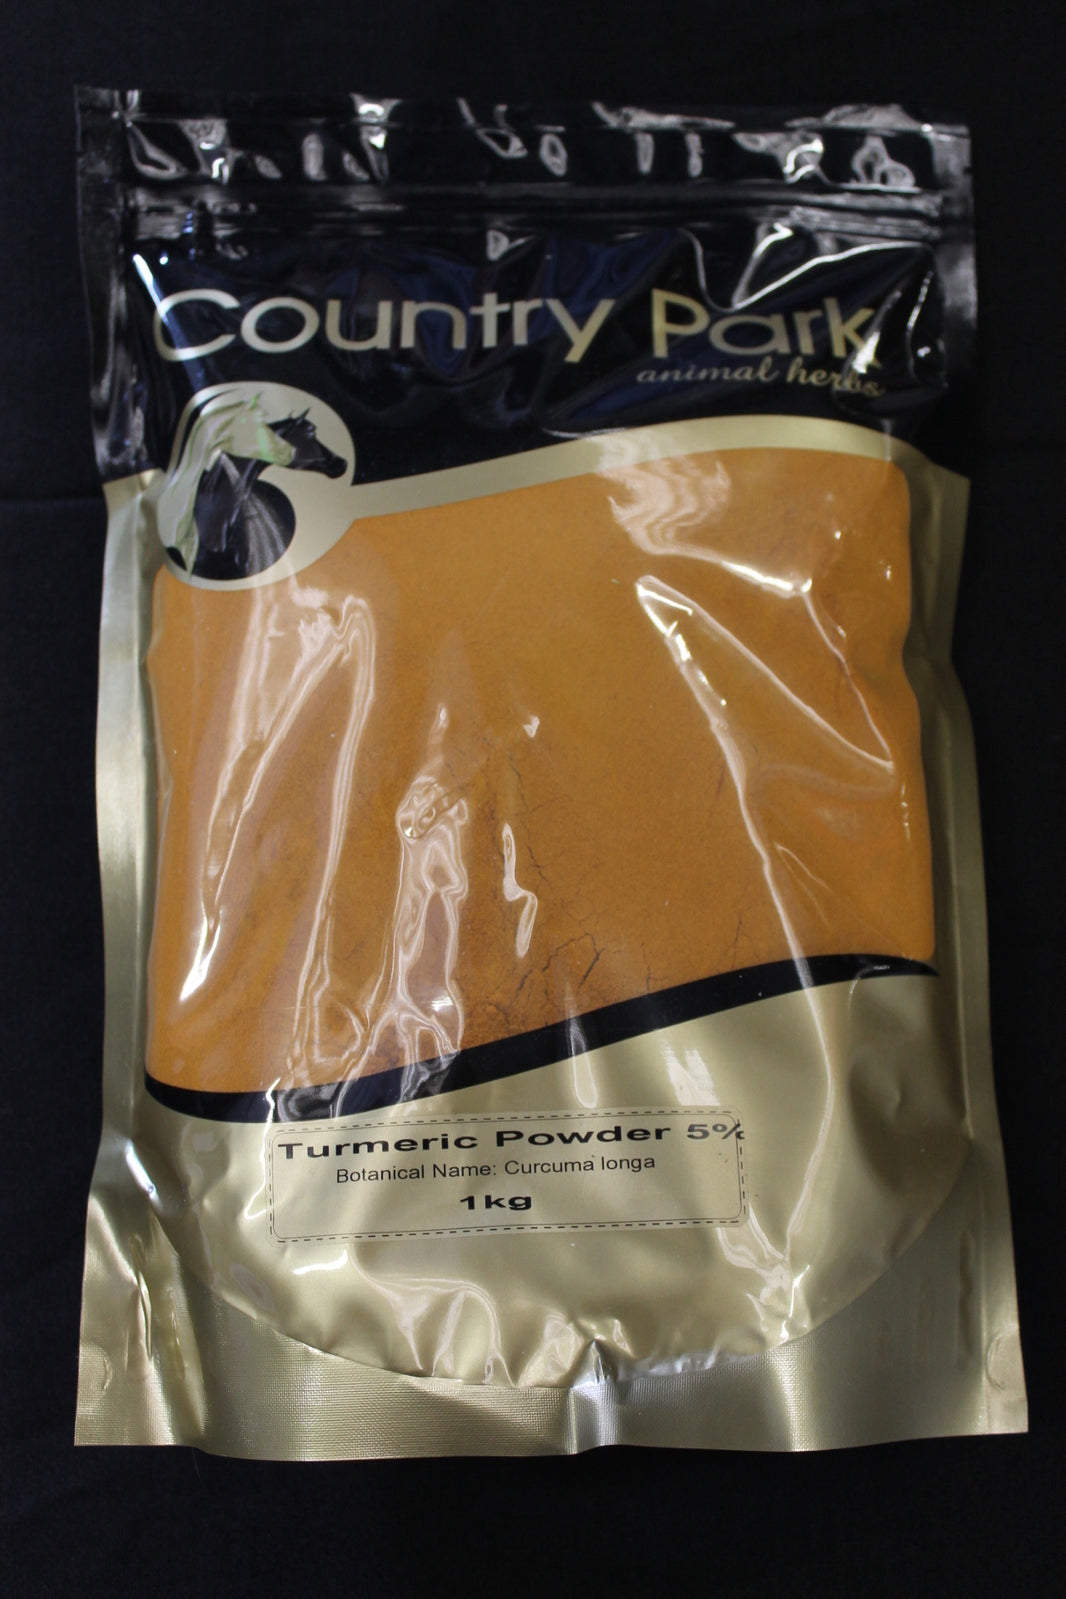 Country Park
animal herbs
Turmeric Powder 5%
Botanical Name: Curcuma longa
1kg